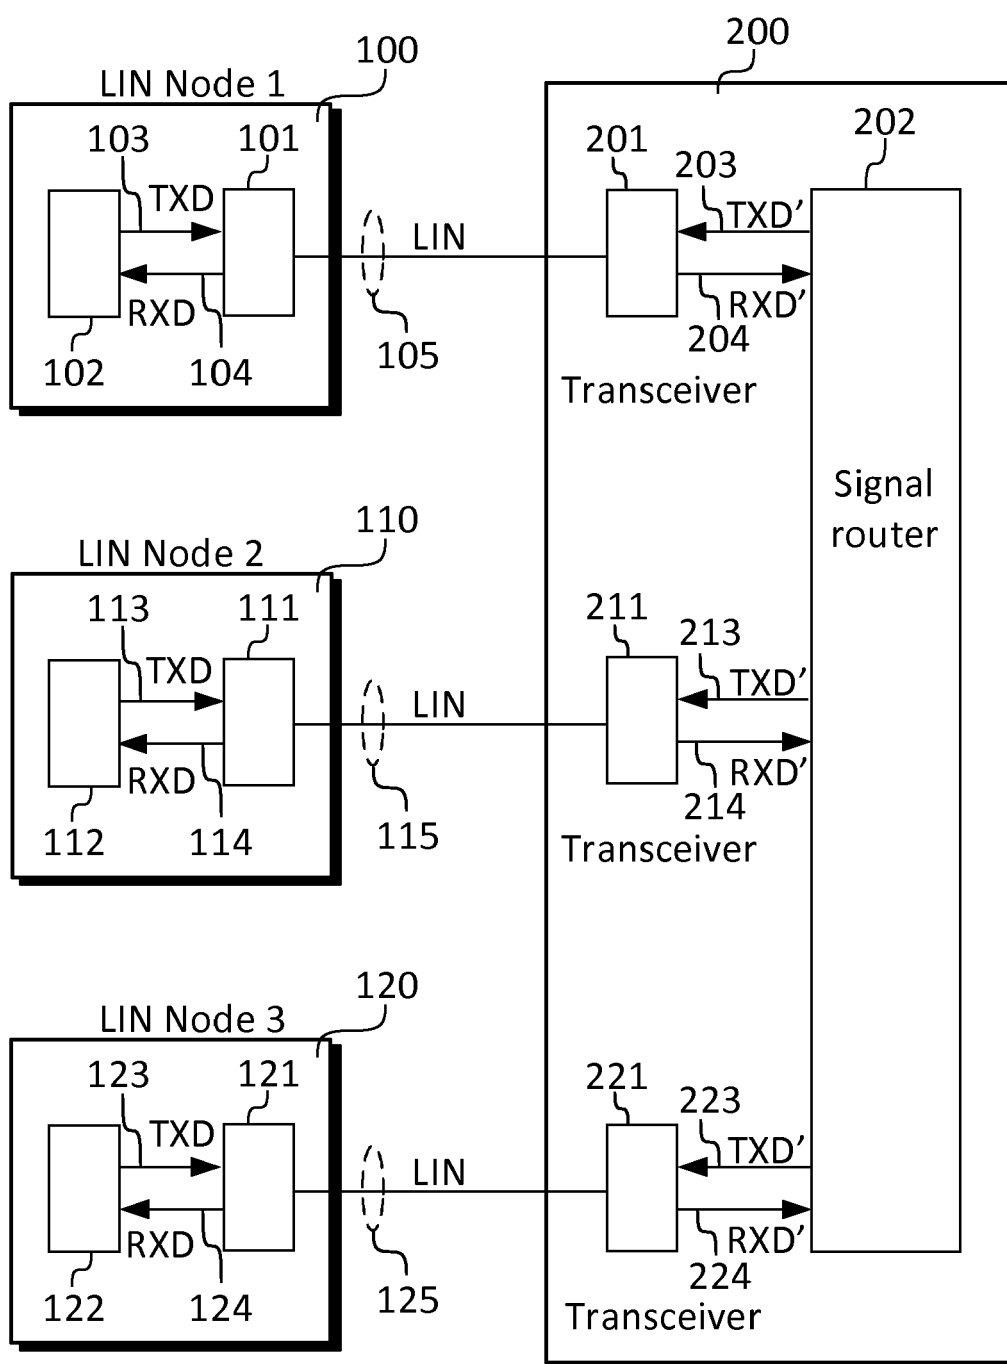 200
100
LIN Node 1
103
101
TXD
RXD
102
104
LIN
105
201
203
202
TXD’
RXD’
204
Transceiver
Signal
router
110
LIN Node 2
113
111
TXD
RXD
112
114
LIN
115
211
213
TXD’
RXD’
214
Transceiver
120
LIN Node 3
123
121
TXD
RXD
122
124
LIN
125
221
223
TXD’
RXD’
224
Transceiver